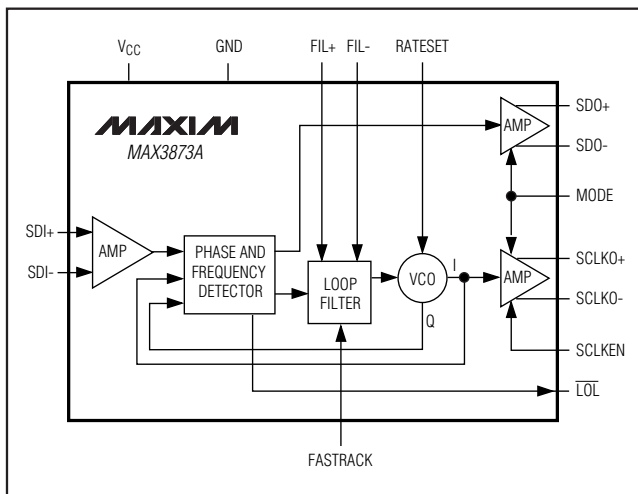 VCC GND FIL+ FIL- RATESET
MAXIM
MAX3873A
AMP
SDO+
SDO-
MODE
SDI+
SDI-
AMP
PHASE AND
FREQUENCY
DETECTOR
LOOP
FILTER
VCO
I
Q
AMP
SCLKO+
SCLKO-
SCLKEN
LOL
FASTRACK